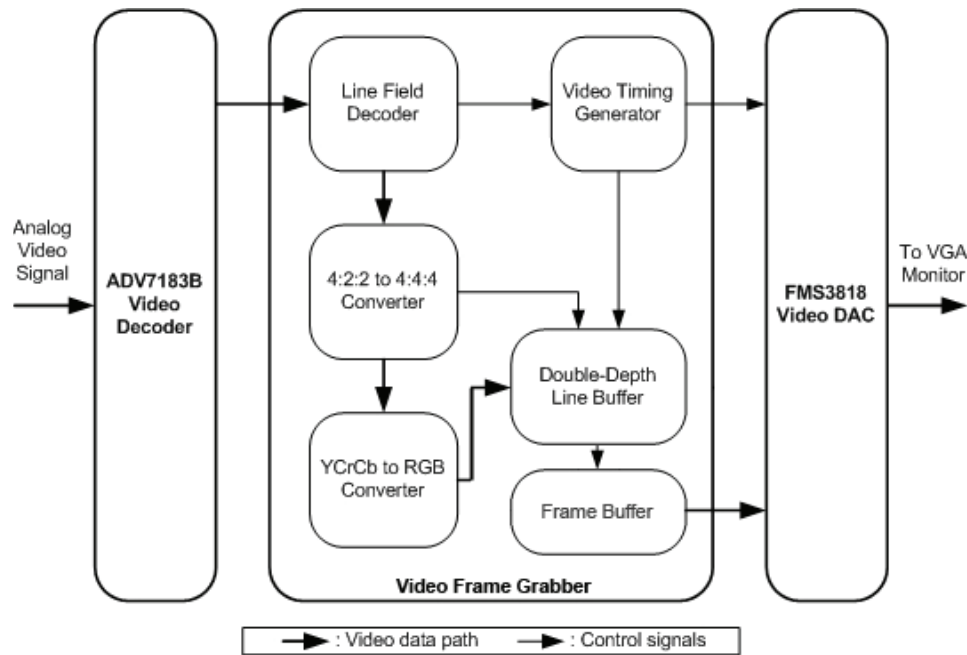 Analog
Video
Signal
ADV7183B
Video
Decoder
Line Field
Decoder
Video Timing
Generator
4:2:2 to 4:4:4
Converter
Double-Depth
Line Buffer
YCrCb to RGB
Converter
Frame Buffer
Video Frame Grabber
FMS3818
Video DAC
To VGA
Monitor
: Video data path : Control signals